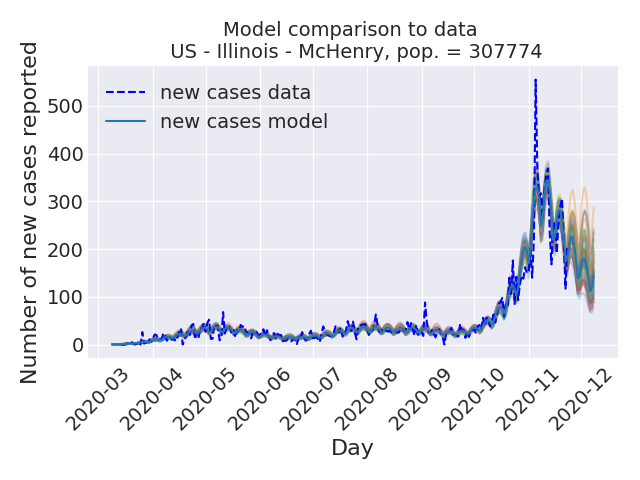 Model comparison to data
US - Illinois - McHenry, pop. = 307774
Number of new cases reported
new cases data
new cases model
500
400
300
200
100
0
2020-03
2020-04
2020-05
2020-06
2020-07
2020-08
2020-09
2020-10
2020-11
2020-12
Day